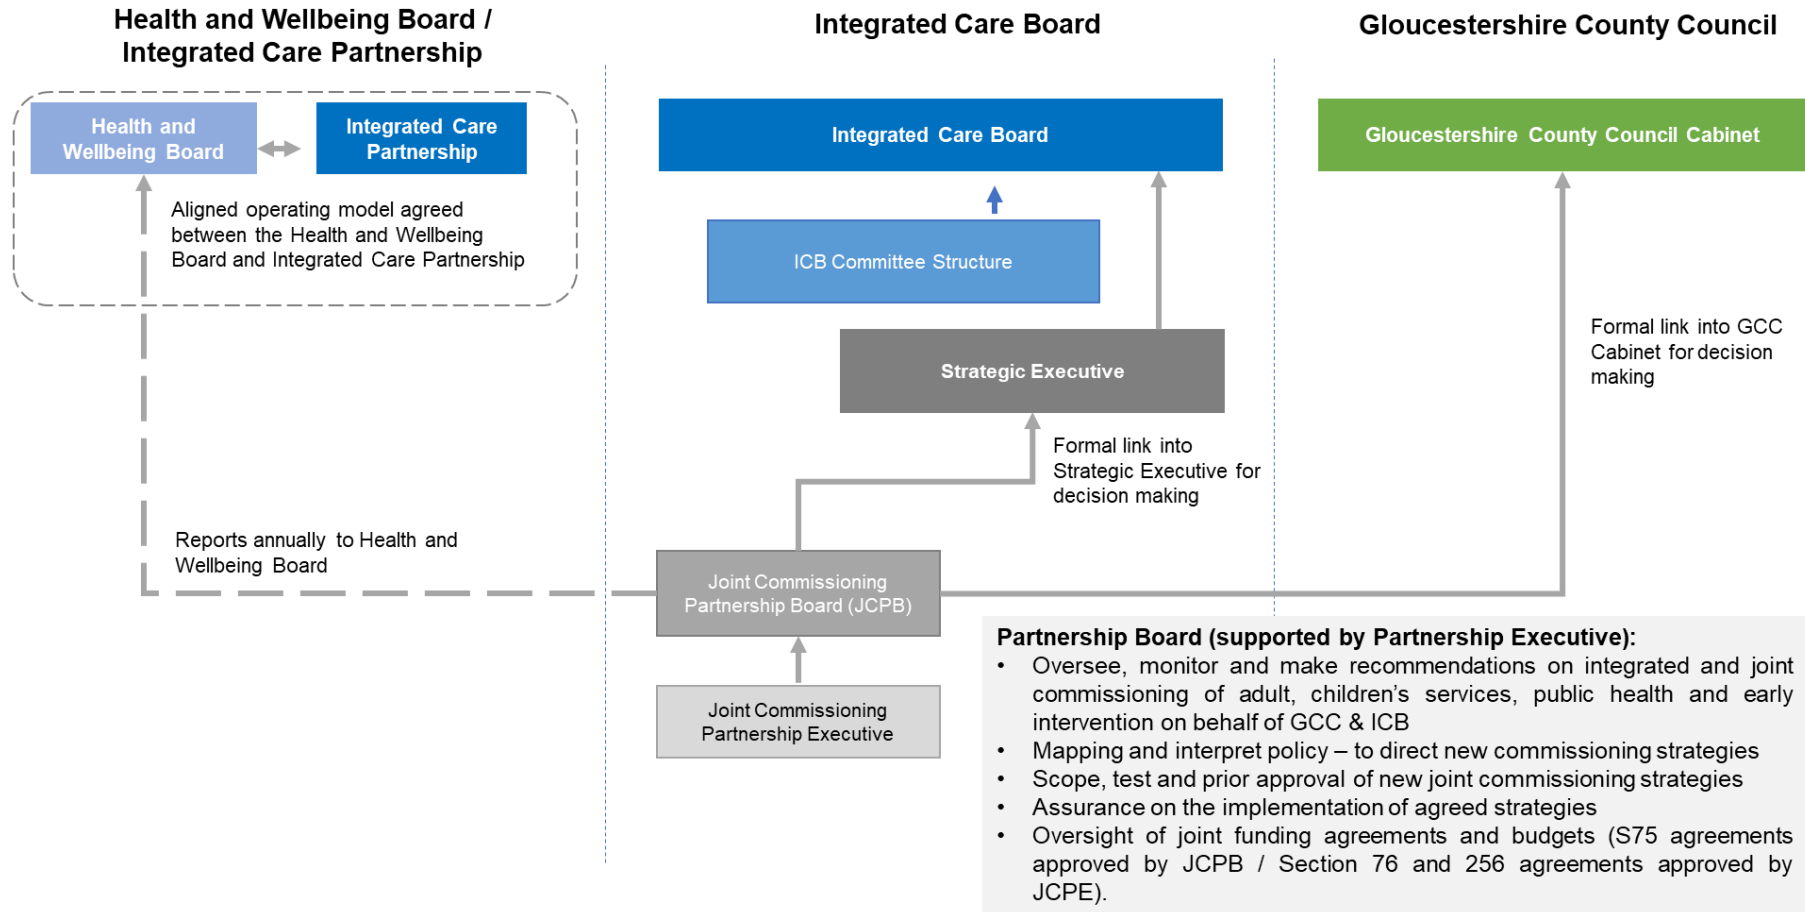 Health and Wellbeing Board /
Integrated Care Partnership
Integrated Care Board
Gloucestershire County Council
Health and
Wellbeing Board
Integrated Care
Partnership
Aligned operating model agreed
between the Health and Wellbeing
Board and Integrated Care Partnership
Integrated Care Board
Gloucestershire County Council Cabinet
ICB Committee Structure
Strategic Executive
Formal link into GCC
Cabinet for decision
making
Formal link into
Strategic Executive for
decision making
Reports annually to Health and
Wellbeing Board
Joint Commissioning
Partnership Board (JCPB)
Joint Commissioning
Partnership Executive
Partnership Board (supported by Partnership Executive):
• Oversee, monitor and make recommendations on integrated and joint
commissioning of adult, children’s services, public health and early
intervention on behalf of GCC & ICB
• Mapping and interpret policy – to direct new commissioning strategies
• Scope, test and prior approval of new joint commissioning strategies
• Assurance on the implementation of agreed strategies
• Oversight of joint funding agreements and budgets (S75 agreements
approved by JCPB / Section 76 and 256 agreements approved by
JCPE).